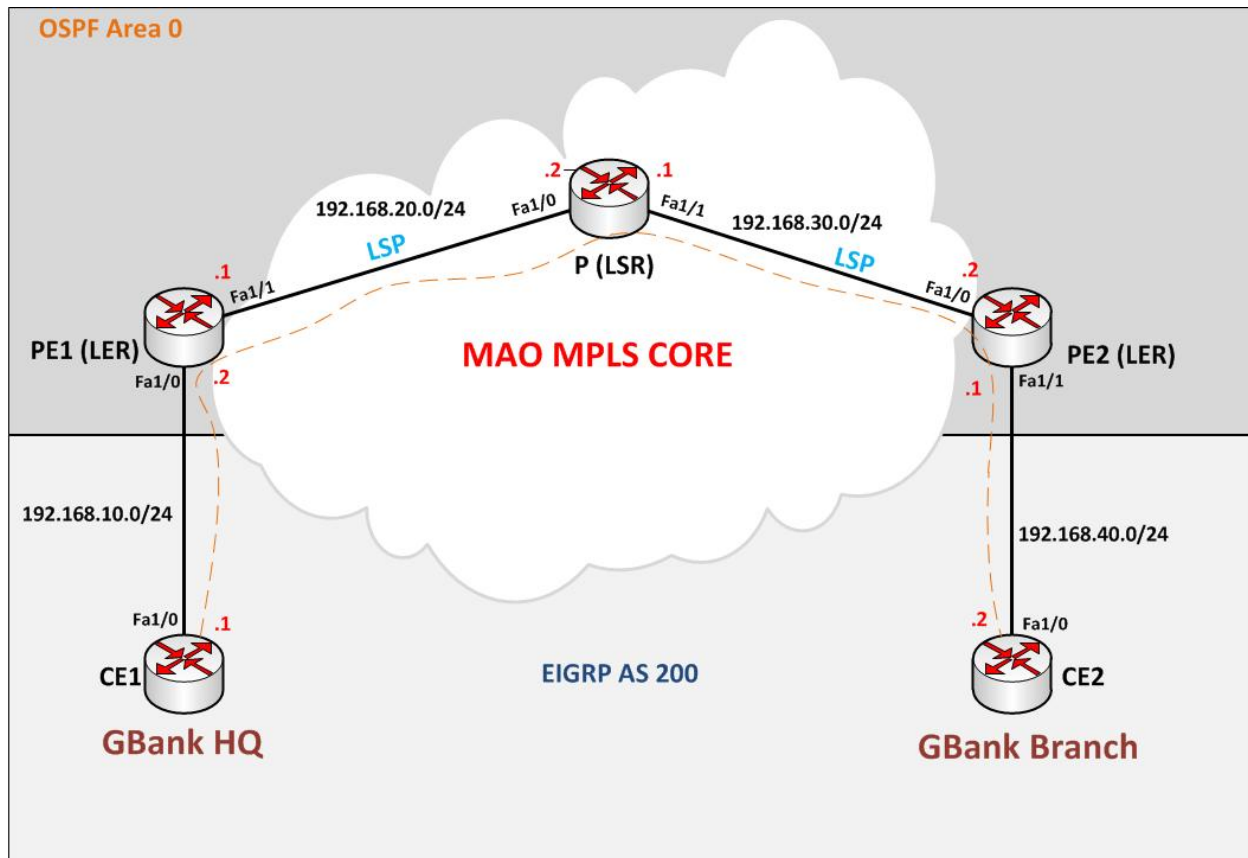 OSPF Area 0
.2
.1
Fa1/0
Fa1/1
192.168.20.0/24
192.168.30.0/24
LSP
P (LSR)
LSP
.1
.2
Fa1/1
Fa1/0
PE1 (LER)
MAO MPLS CORE
PE2 (LER)
Fa1/0
.2
.1
Fa1/1
192.168.10.0/24
192.168.40.0/24
Fa1/0
.1
.2
Fa1/0
CE1
EIGRP AS 200
CE2
GBank HQ
GBank Branch